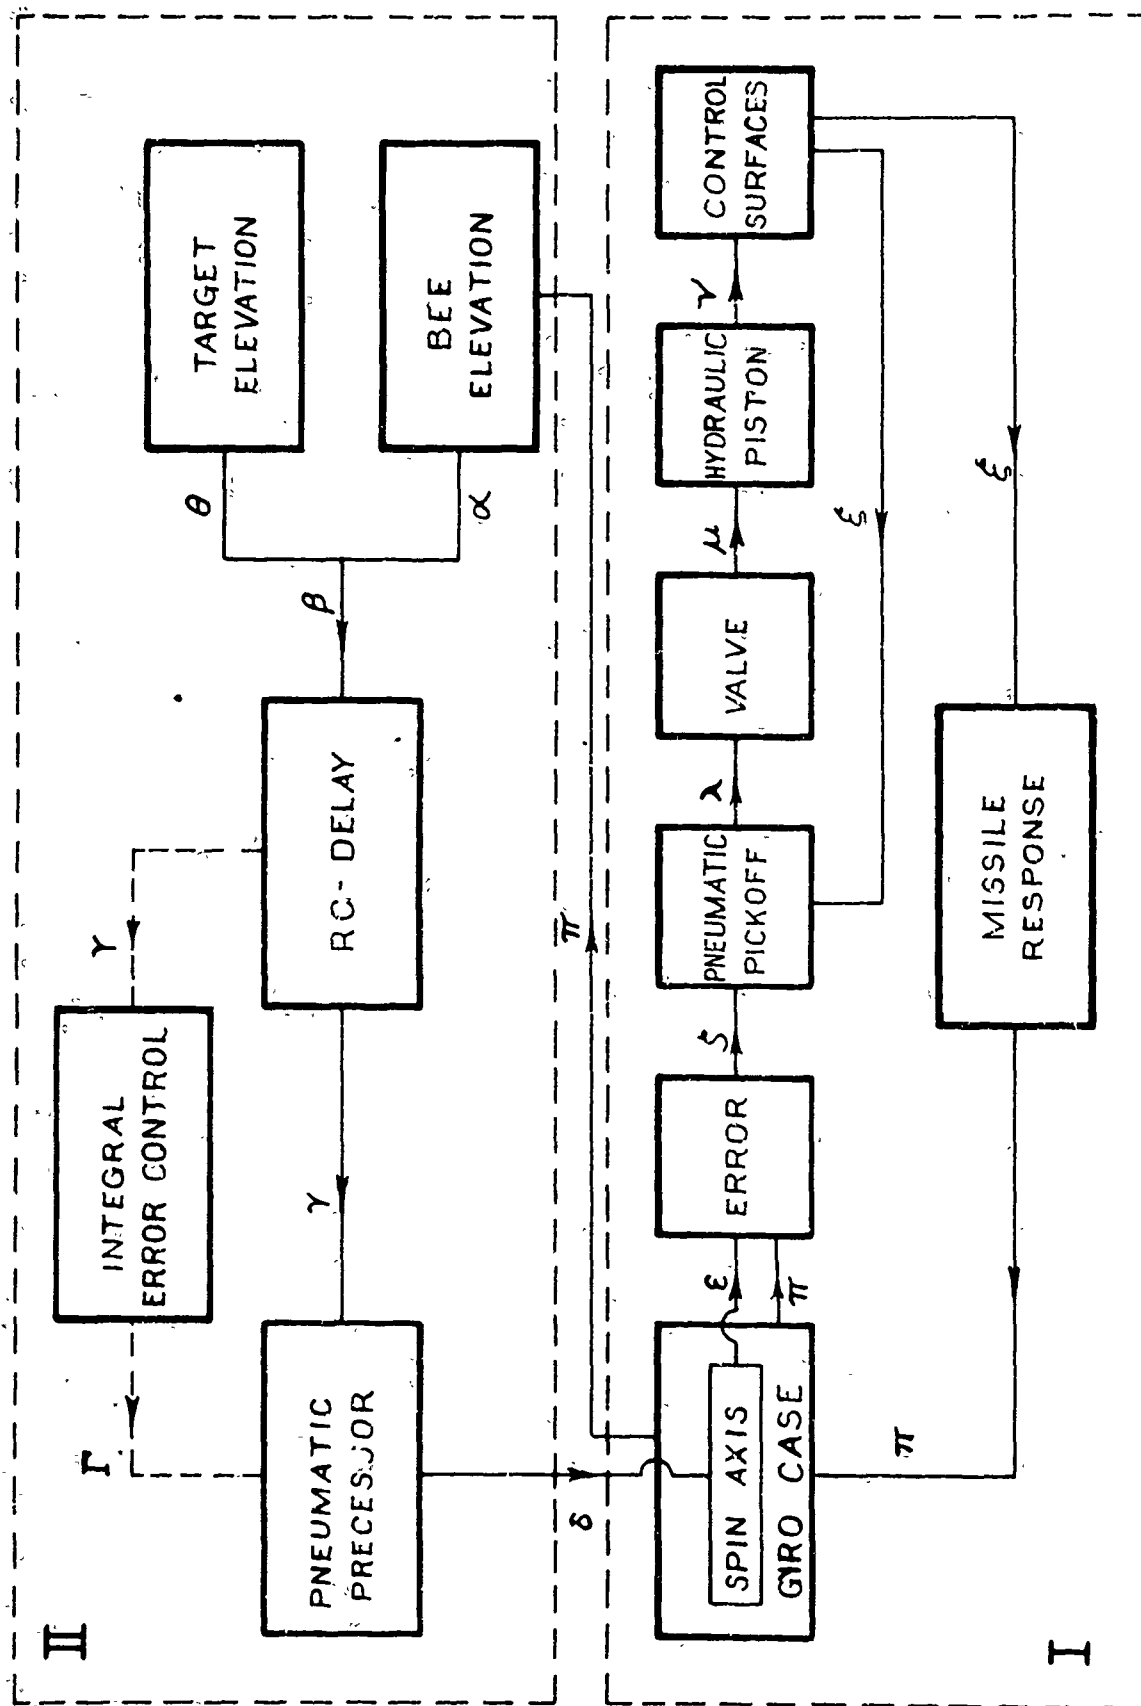 II
TARGET
ELEVATION
BEE
ELEVATION
θ
α
β
RC-DELAY
γ
INTEGRAL
ERROR CONTROL
Γ
γ
PNEUMATIC
PRECESSOR
δ
π
I
SPIN AXIS
GYRO CASE
ε
π
ERROR
ζ
PNEUMATIC
PICKOFF
λ
VALVE
μ
HYDRAULIC
PISTON
ν
CONTROL
SURFACES
ξ
ξ
MISSILE
RESPONSE
π